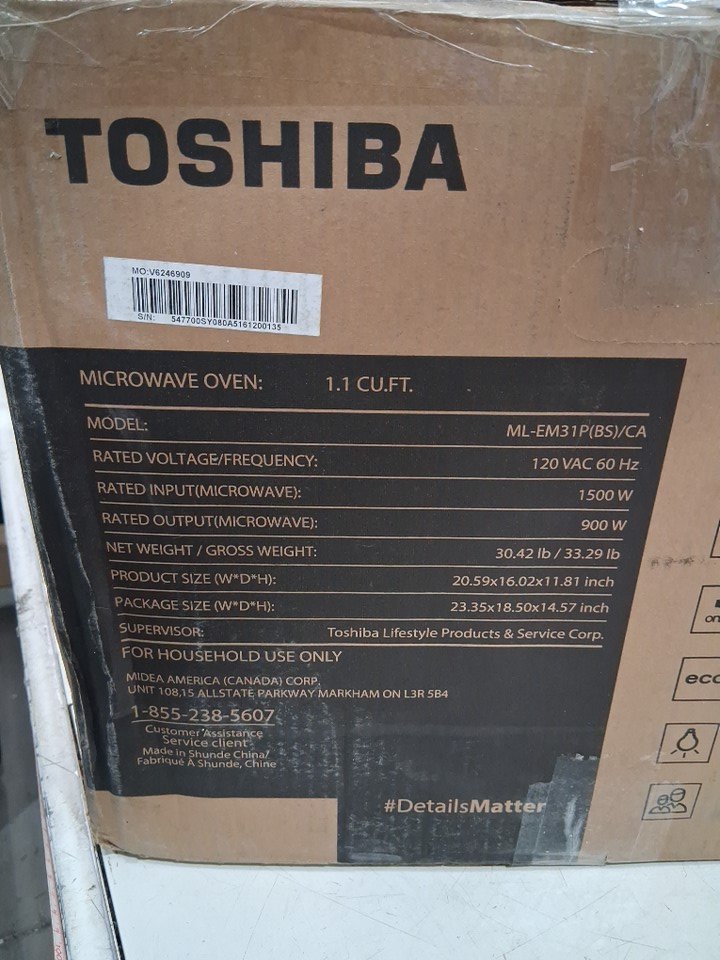 TOSHIBA
MO:V6246909
S/N: 547700SY080A5161200135
MICROWAVE OVEN: 1.1 CU.FT.
MODEL: ML-EM31P(BS)/CA
RATED VOLTAGE/FREQUENCY: 120 VAC 60 Hz
RATED INPUT(MICROWAVE): 1500 W
RATED OUTPUT(MICROWAVE): 900 W
NET WEIGHT / GROSS WEIGHT: 30.42 lb / 33.29 lb
PRODUCT SIZE (W*D*H): 20.59x16.02x11.81 inch
PACKAGE SIZE (W*D*H): 23.35x18.50x14.57 inch
SUPERVISOR: Toshiba Lifestyle Products & Service Corp.
FOR HOUSEHOLD USE ONLY
MIDEA AMERICA (CANADA) CORP.
UNIT 108,15 ALLSTATE PARKWAY MARKHAM ON L3R 5B4
1-855-238-5607
Customer Assistance
Service client
Made in Shunde China/
Fabriqué À Shunde, Chine
#DetailsMatter
on
eco